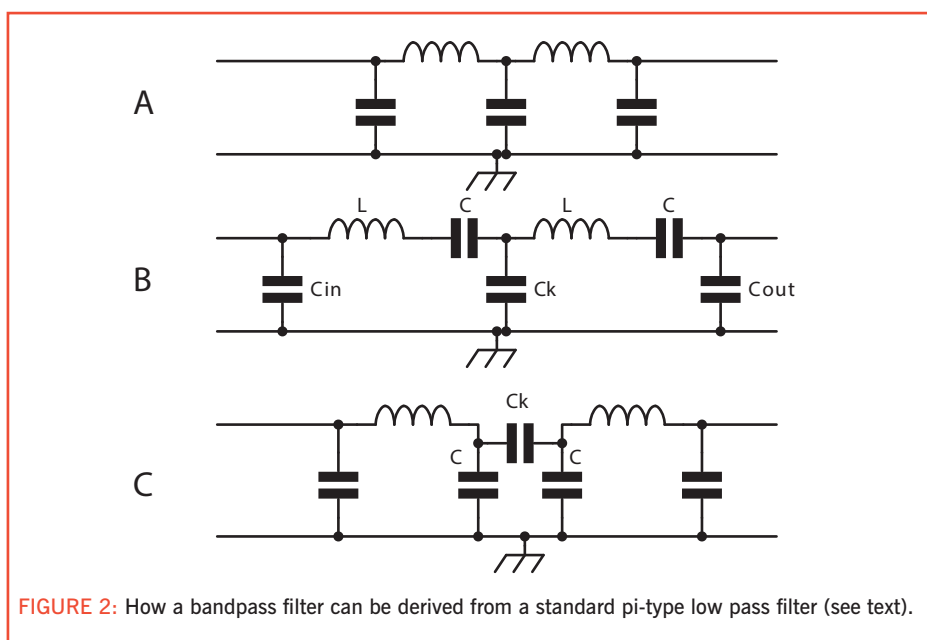 A
L
C
L
C
B
Cin
Ck
Cout
Ck
C
C
C
FIGURE 2: How a bandpass filter can be derived from a standard pi-type low pass filter (see text).